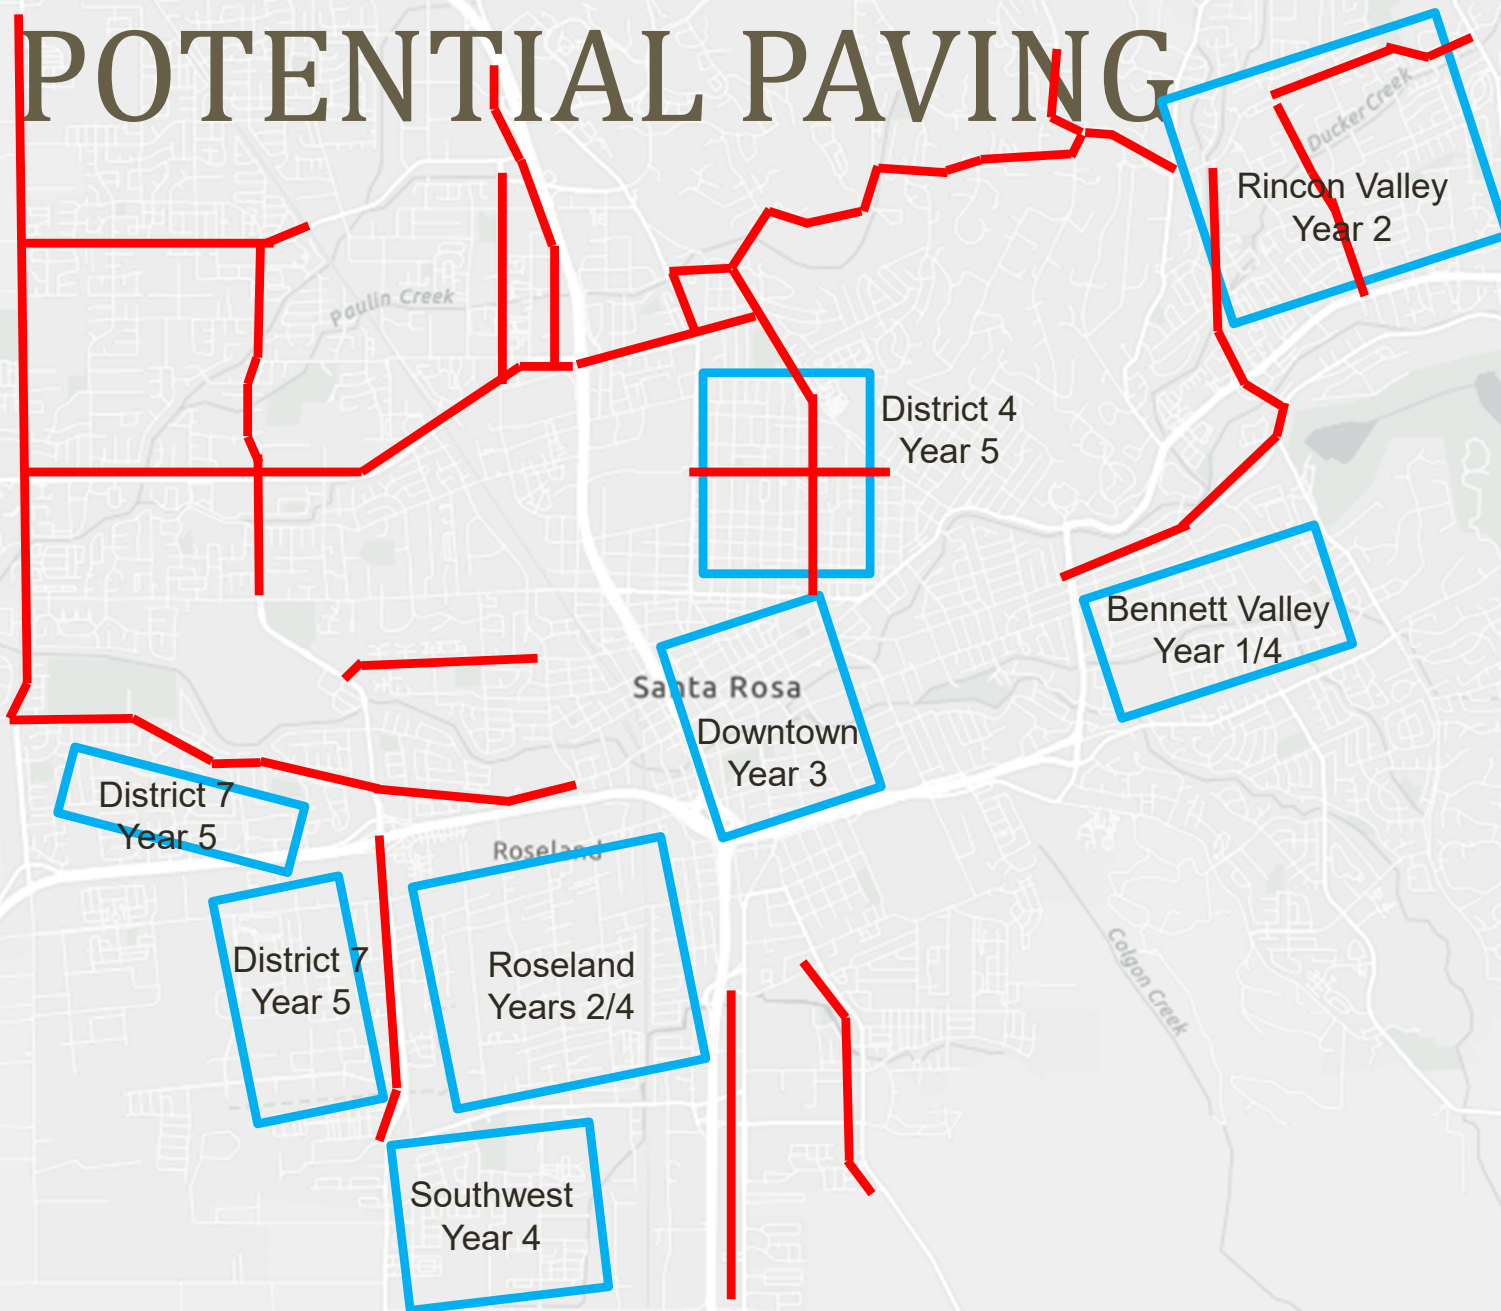 POTENTIAL PAVING
Ducker Creek
Rincon Valley
Year 2
Paulin Creek
District 4
Year 5
Bennett Valley
Year 1/4
Santa Rosa
Downtown
Year 3
District 7
Year 5
Roseland
District 7
Year 5
Roseland
Years 2/4
Colgon Creek
Southwest
Year 4